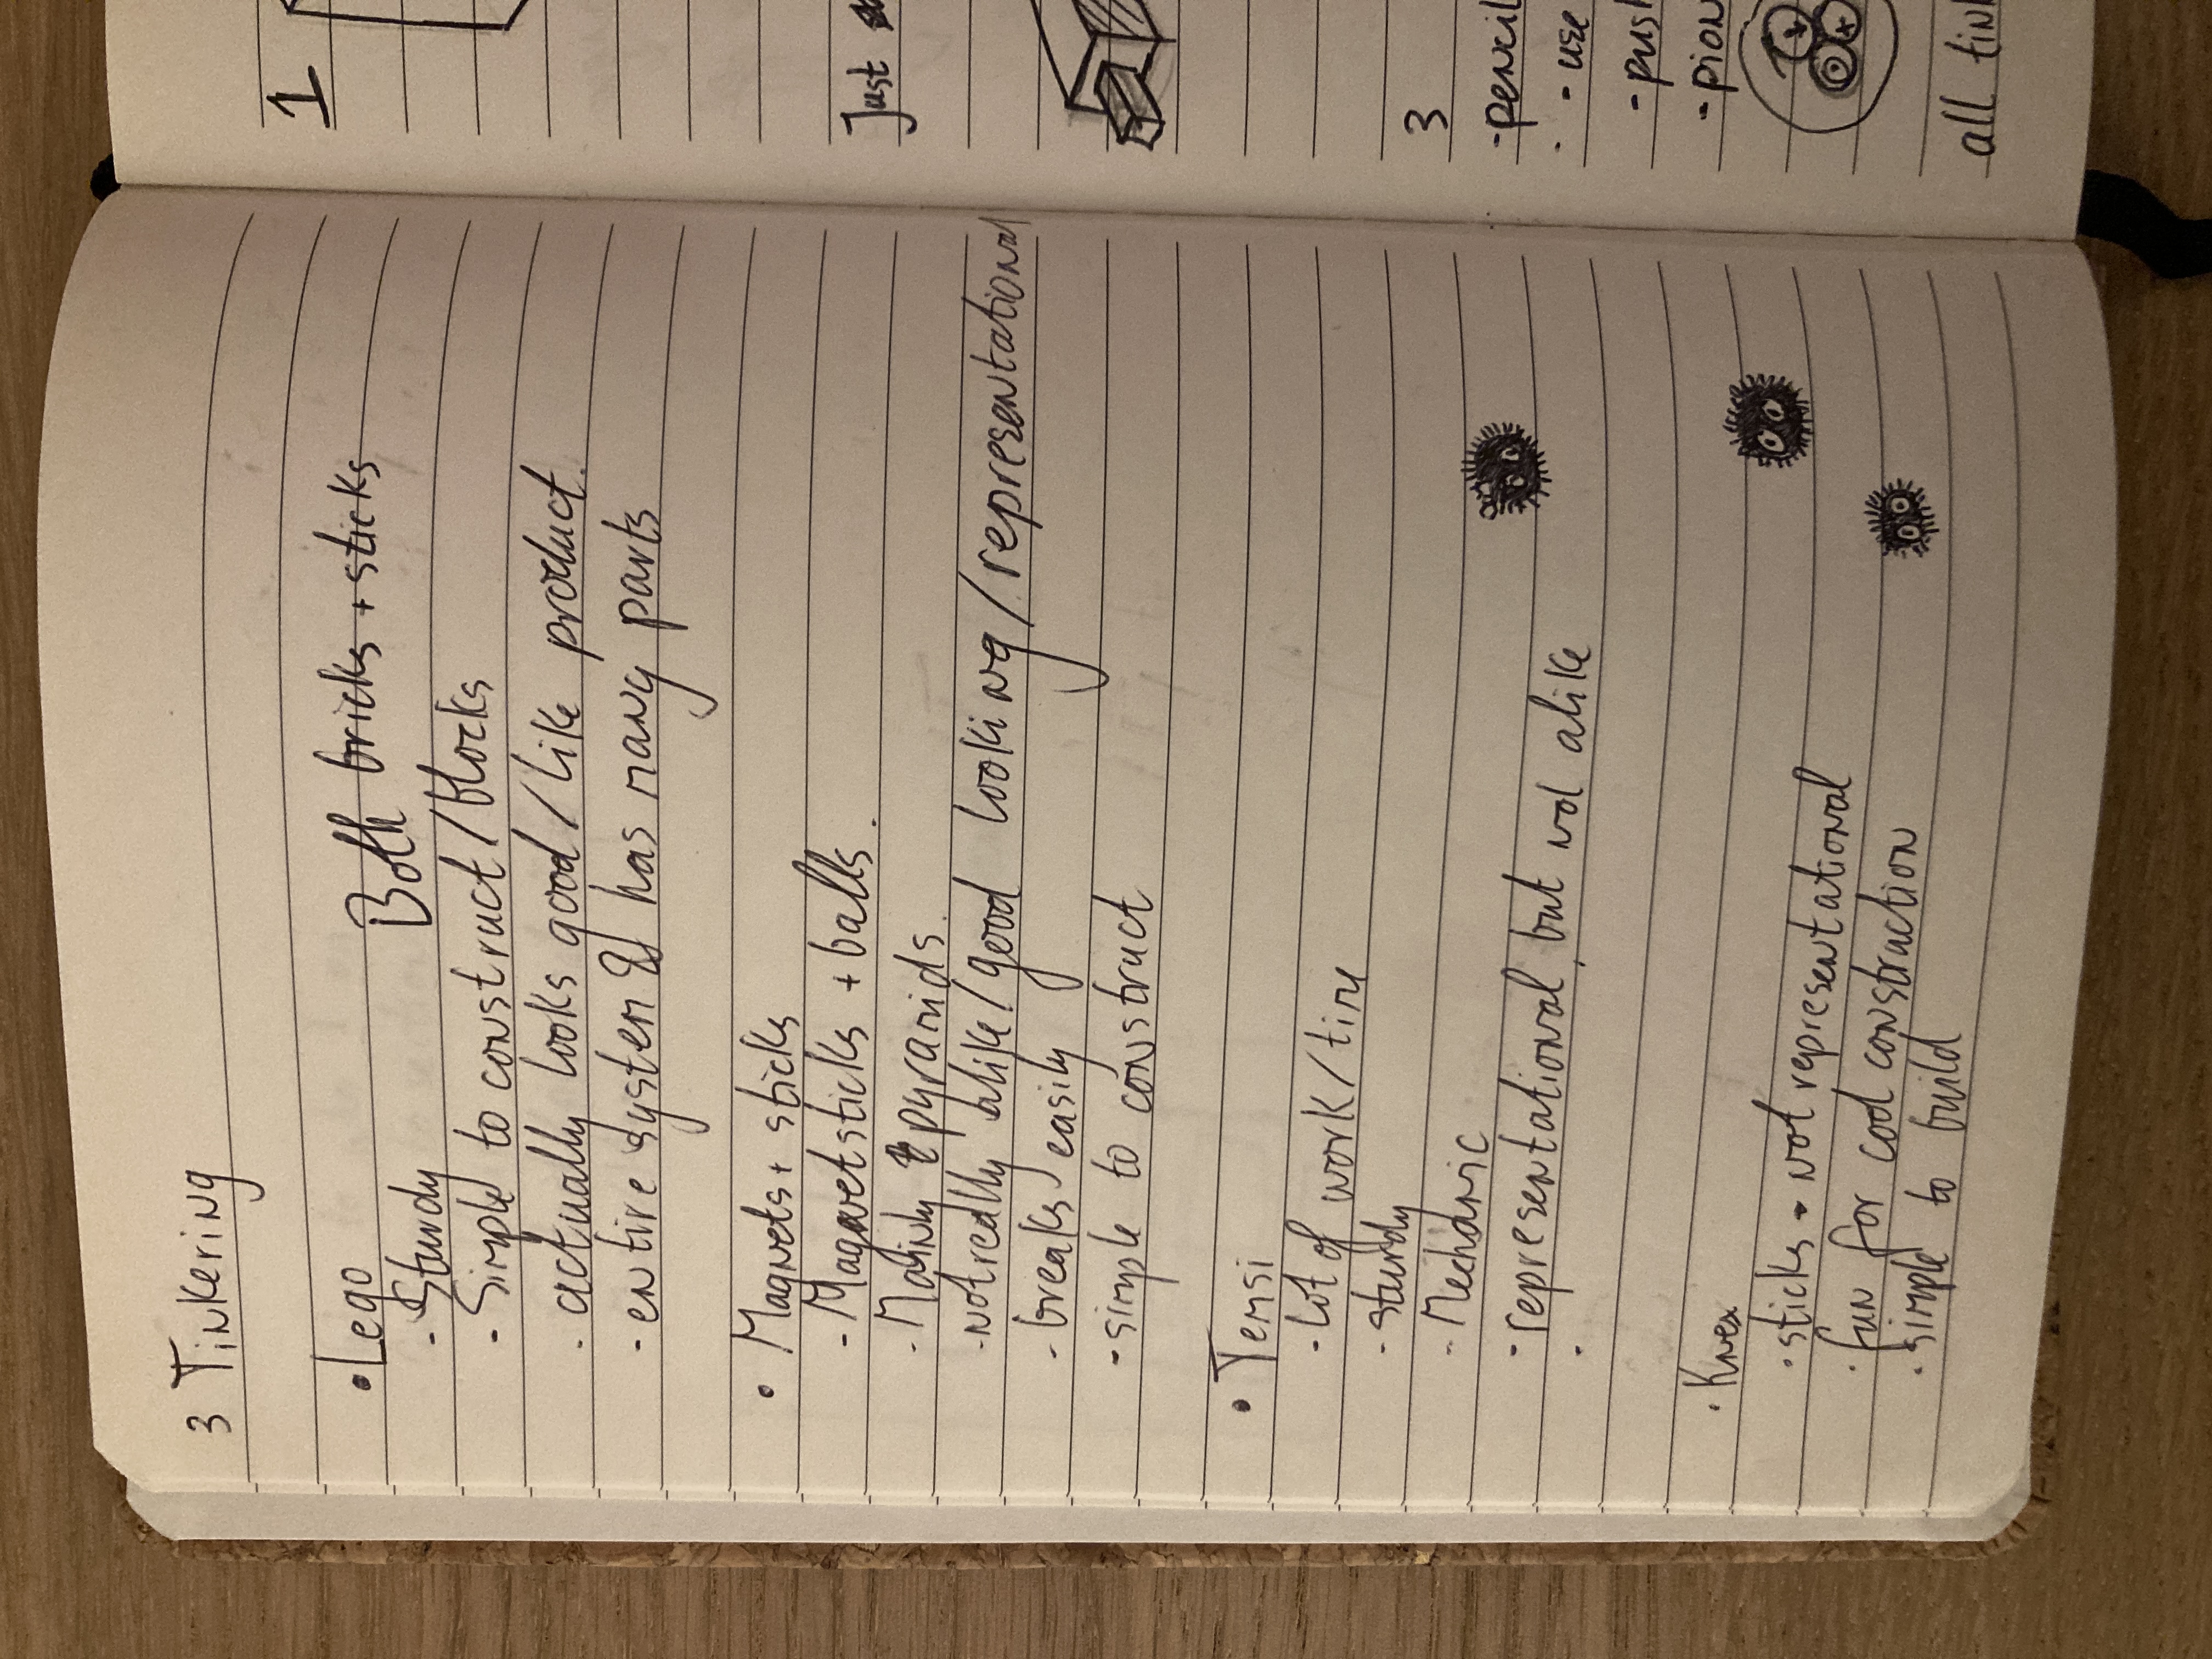 3 Tinkering
• Lego
Both bricks + sticks
- Sturdy
- Simple to construct / blocks
- actually looks good / like product.
- entire system & has many parts
• Magnets + sticks
- Magnetsticks + balls.
- Mainly pyramids.
- not really alike / good looking / representational
- breaks easily
- simple to construct
• Temsi
- Lot of work / time
- sturdy
- Mechanic
- representational, but not alike
-
• Knex
- sticks - not representational
- fun for cool construction
- simple to build
1
Just
3
- pencil
- use
- push
- pion
all tink